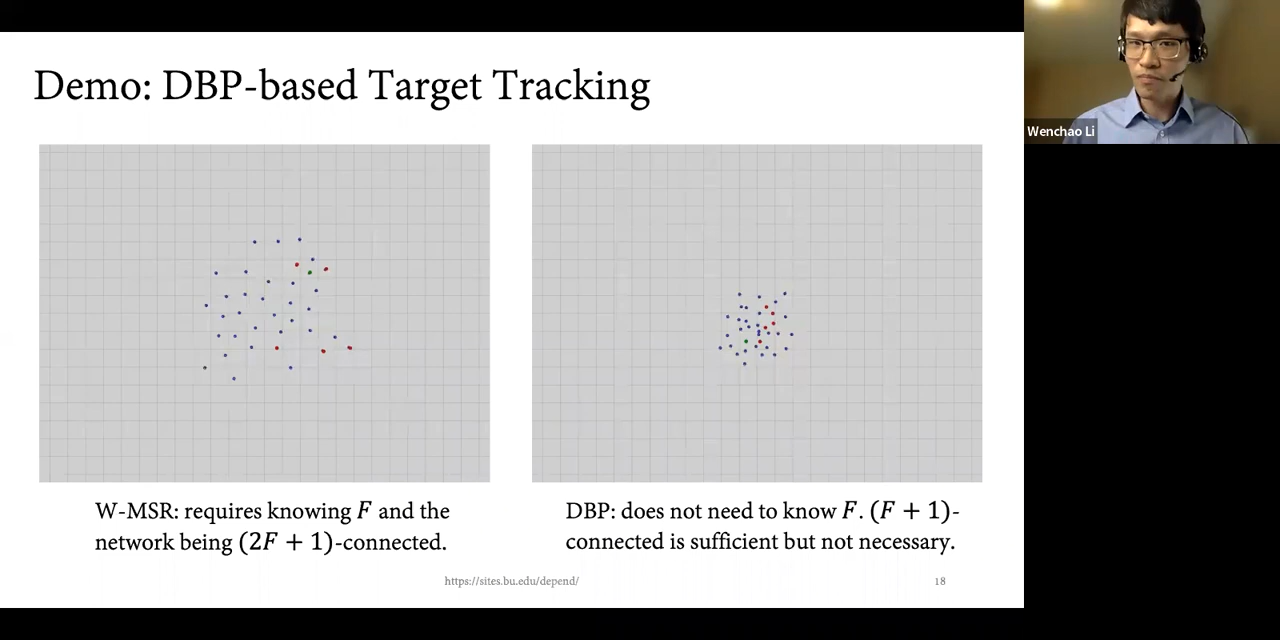 Demo: DBP-based Target Tracking
Wenchao Li
W-MSR: requires knowing F and the
network being (2F + 1)-connected.
DBP: does not need to know F. (F + 1)-
connected is sufficient but not necessary.
https://sites.bu.edu/depend/
18